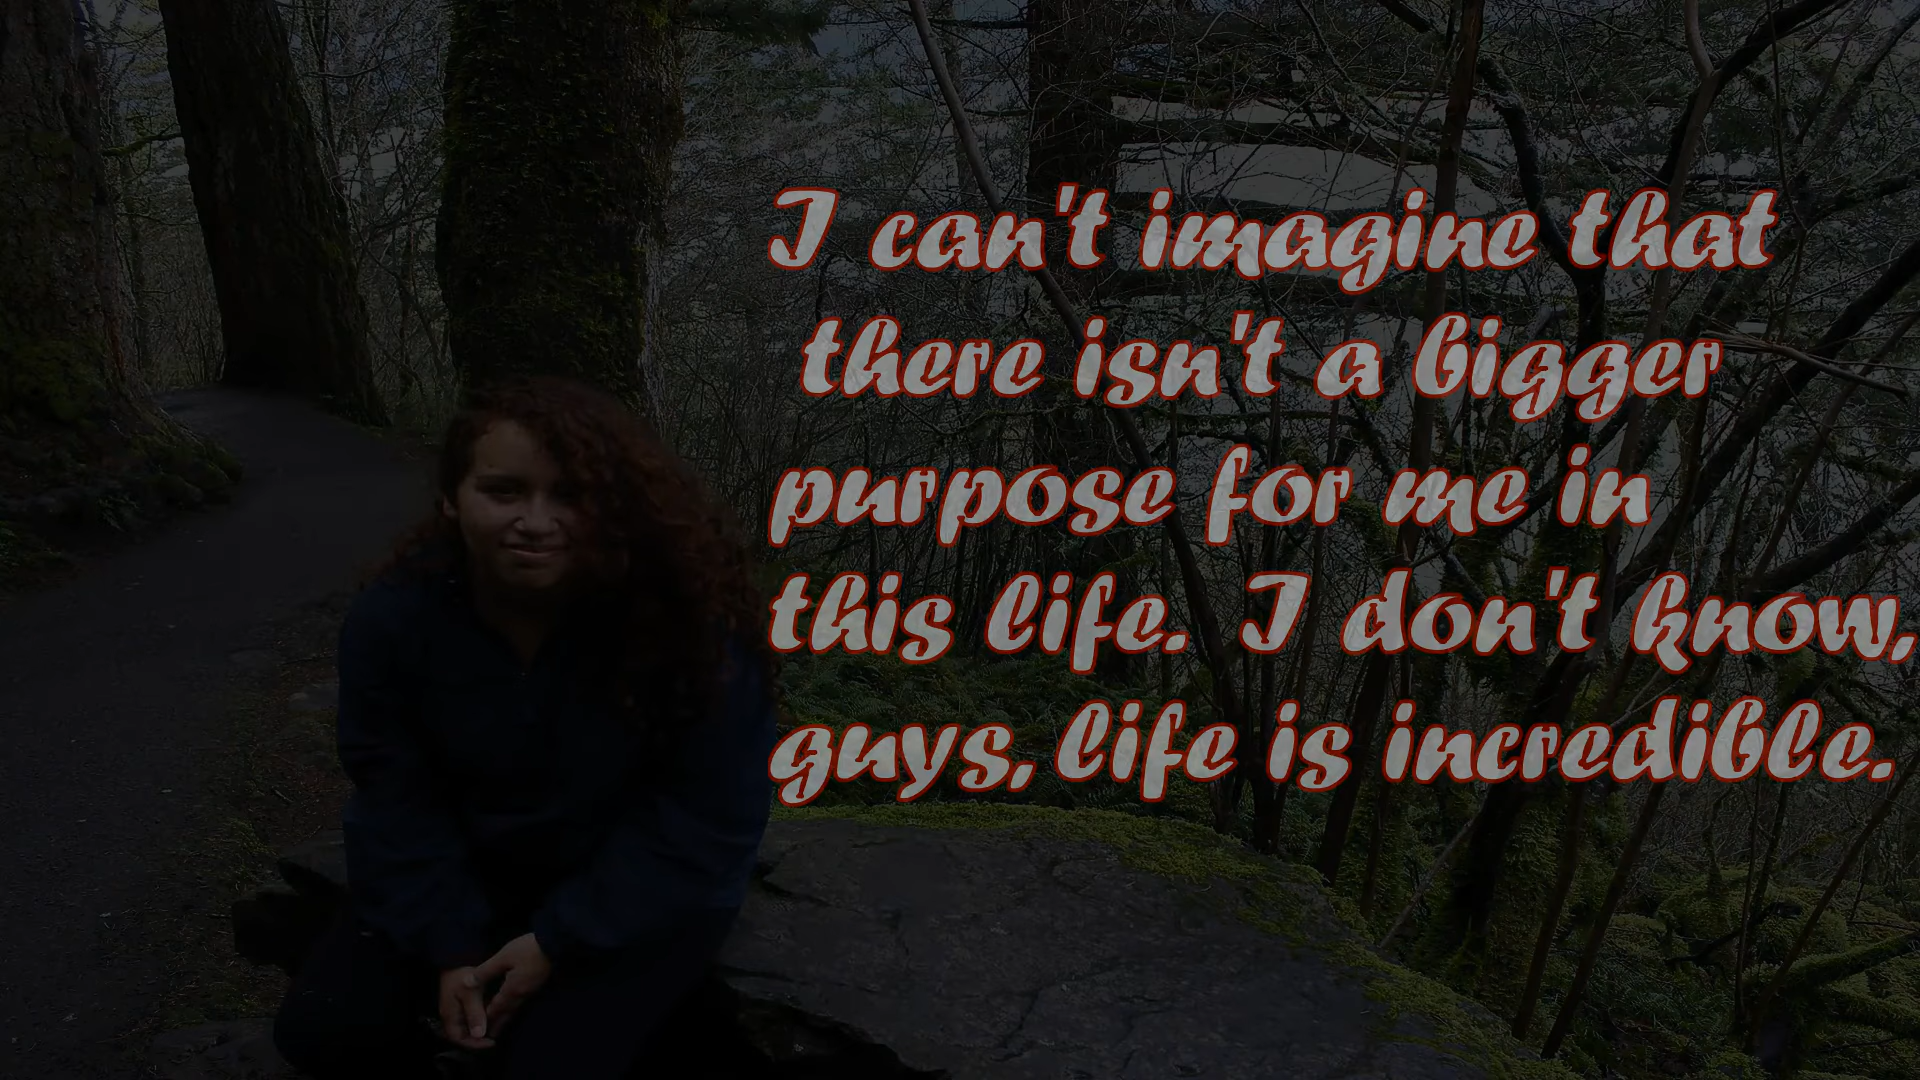 I can't imagine that
there isn't a bigger
purpose for me in
this life. I don't know,
guys, life is incredible.